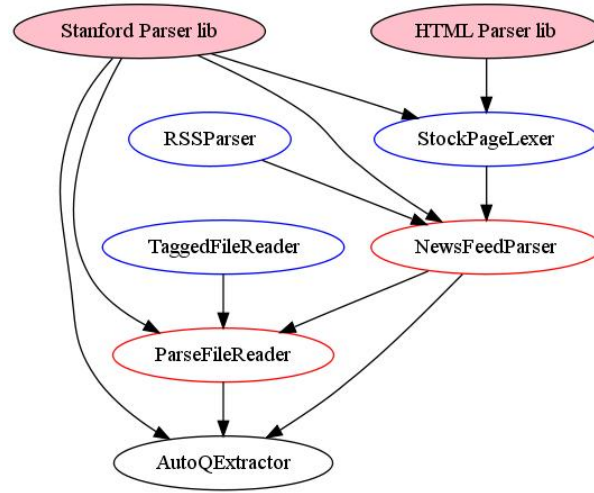 Stanford Parser lib
HTML Parser lib
RSSParser
StockPageLexer
TaggedFileReader
NewsFeedParser
ParseFileReader
AutoQExtractor